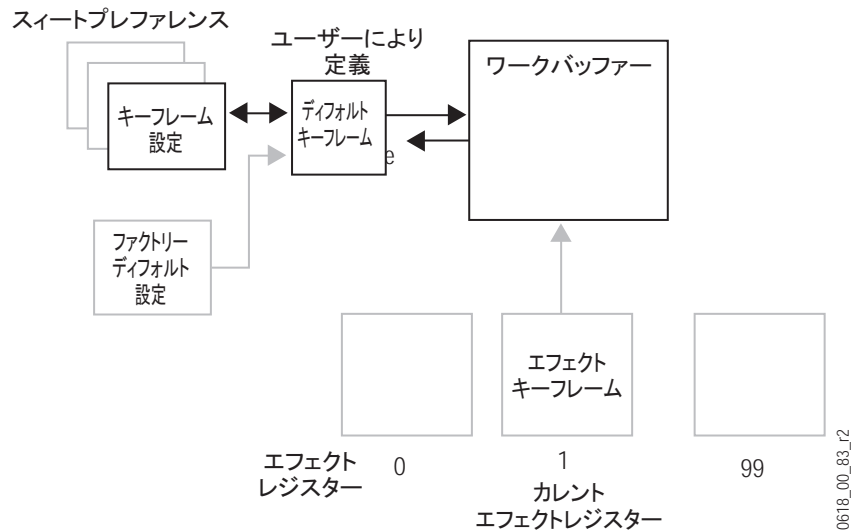 スィートプレファレンス
ユーザーにより
定義
ワークバッファー
キーフレーム
設定
ディフォルト
キーフレーム
e
ファクトリー
ディフォルト
設定
エフェクト
キーフレーム
エフェクト
レジスター
0
1
99
カレント
エフェクトレジスター
0618_00_83_r2